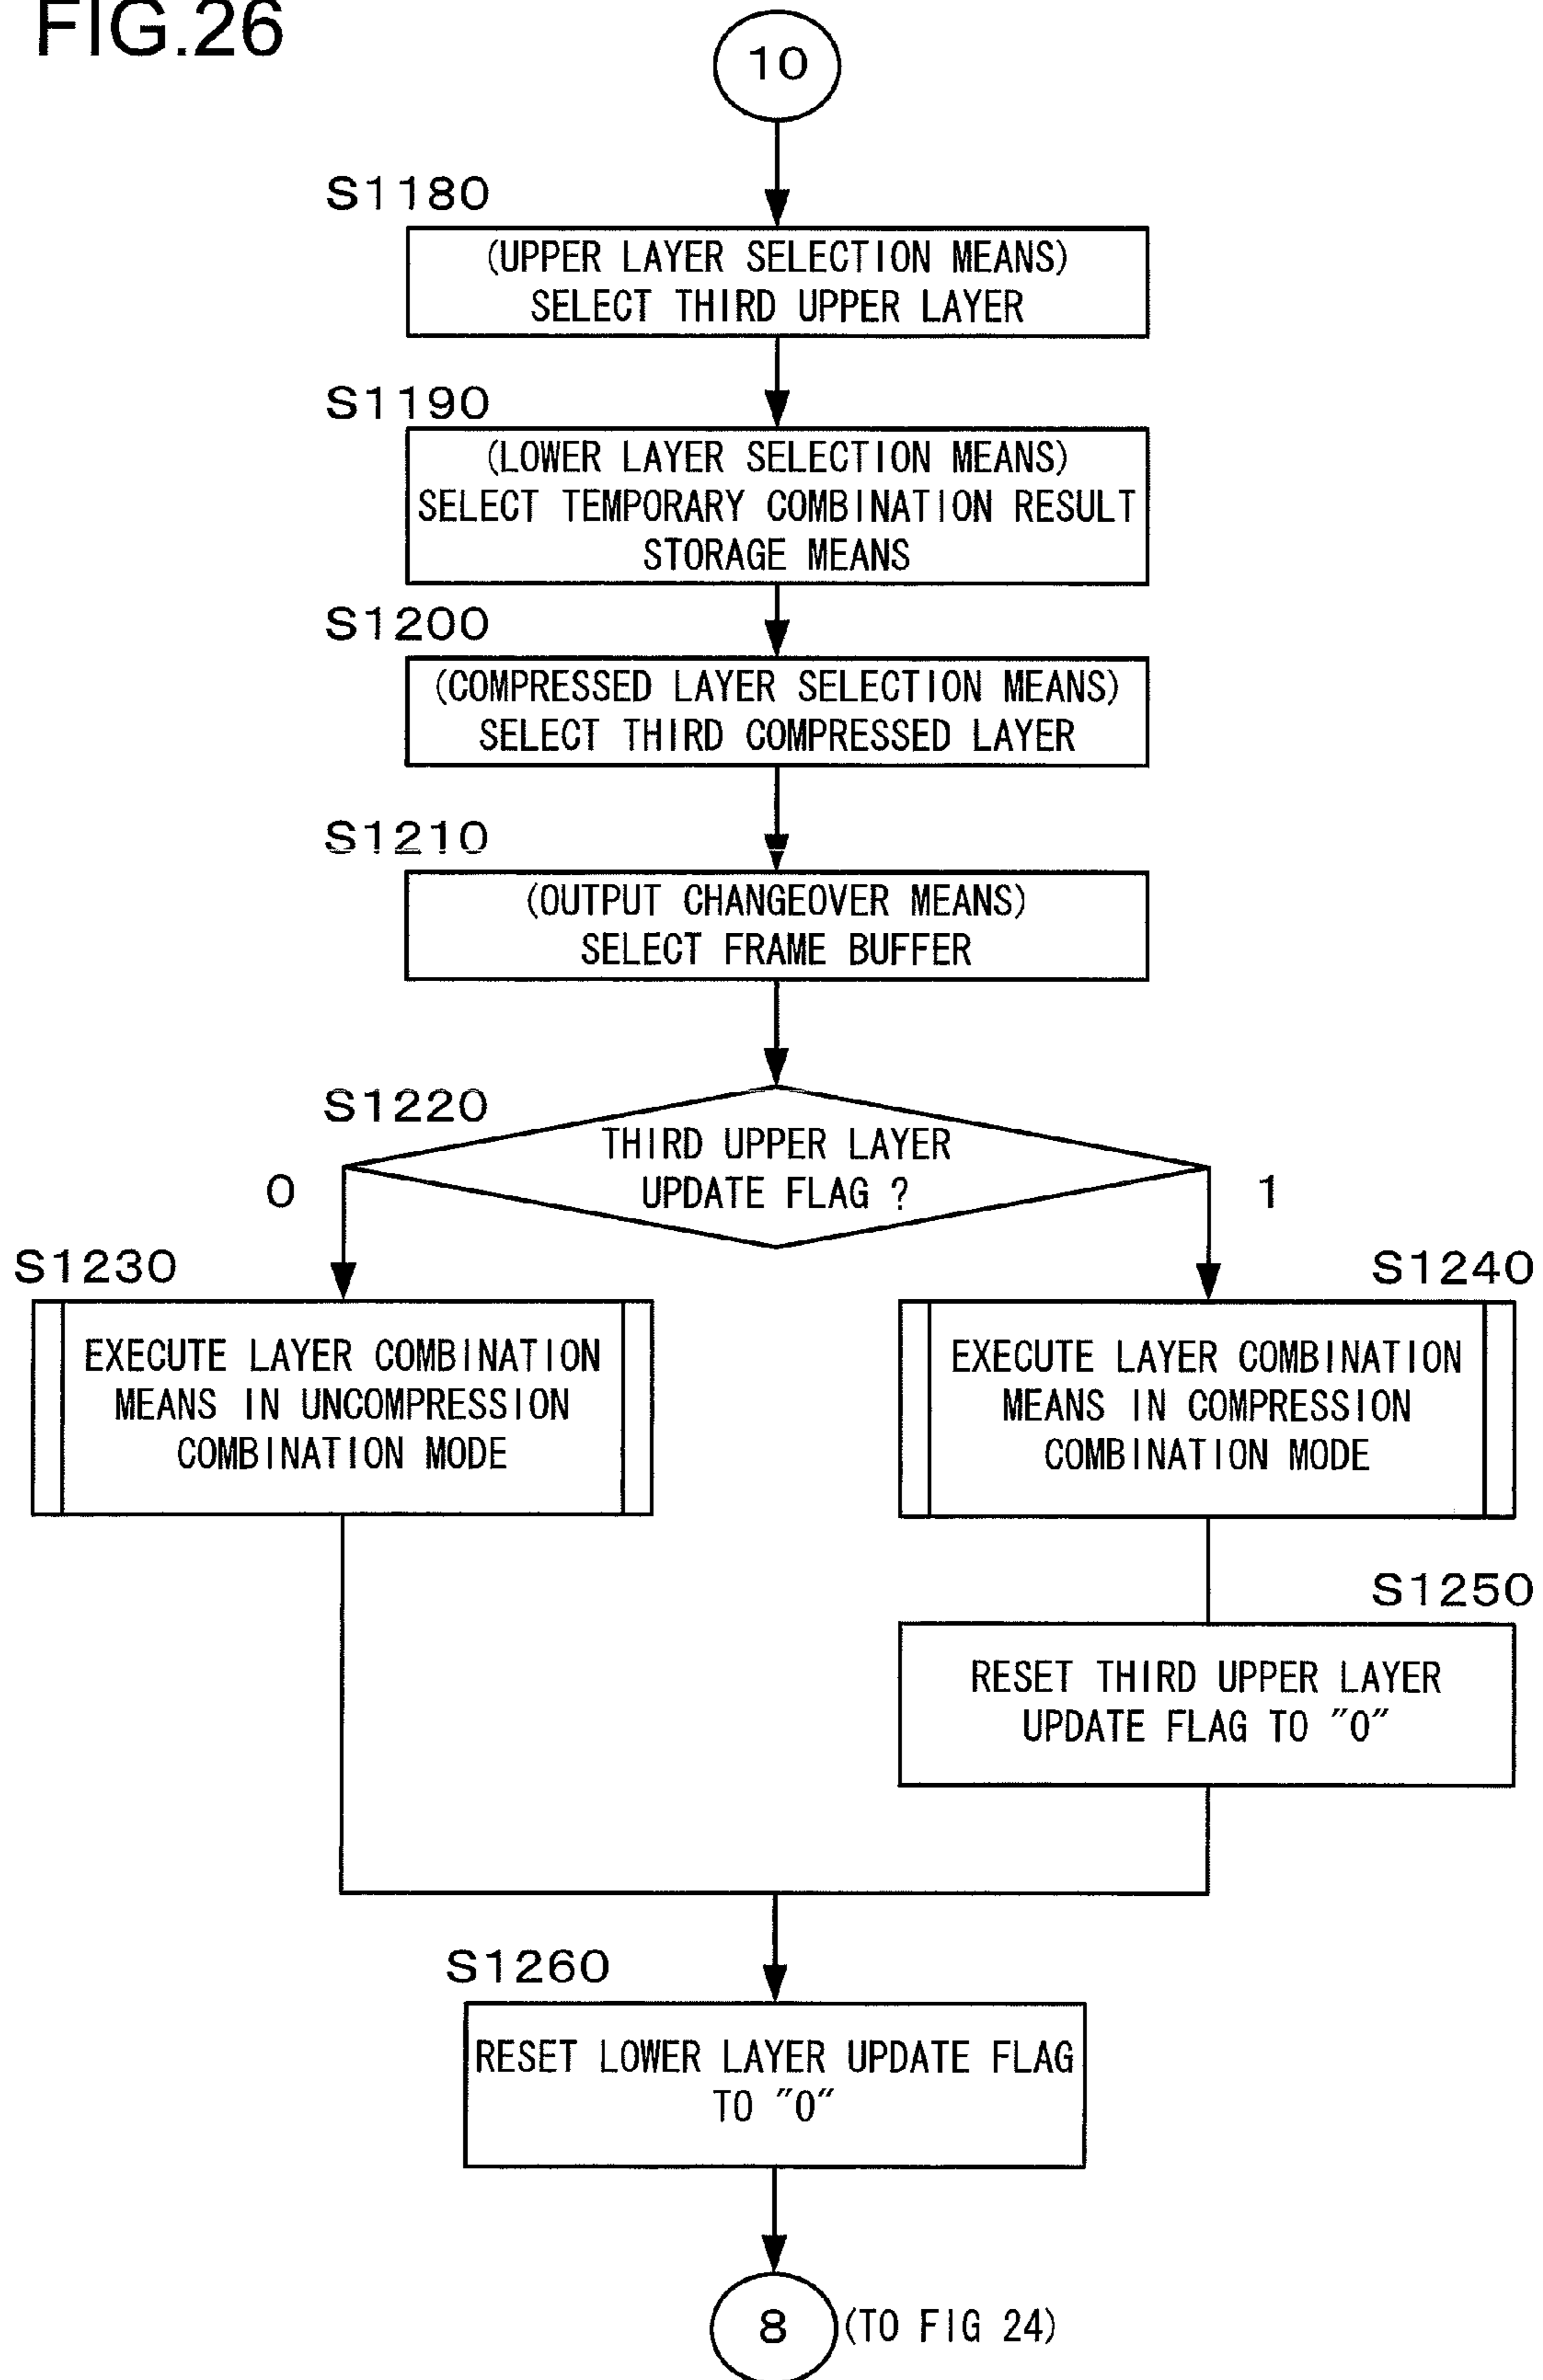 FIG.26
10
S1180
(UPPER LAYER SELECTION MEANS)
SELECT THIRD UPPER LAYER
S1190
(LOWER LAYER SELECTION MEANS)
SELECT TEMPORARY COMBINATION RESULT
STORAGE MEANS
S1200
(COMPRESSED LAYER SELECTION MEANS)
SELECT THIRD COMPRESSED LAYER
S1210
(OUTPUT CHANGEOVER MEANS)
SELECT FRAME BUFFER
S1220
THIRD UPPER LAYER
UPDATE FLAG ?
0
1
S1230
EXECUTE LAYER COMBINATION
MEANS IN UNCOMPRESSION
COMBINATION MODE
S1240
EXECUTE LAYER COMBINATION
MEANS IN COMPRESSION
COMBINATION MODE
S1250
RESET THIRD UPPER LAYER
UPDATE FLAG TO "0"
S1260
RESET LOWER LAYER UPDATE FLAG
TO "0"
8 (TO FIG 24)